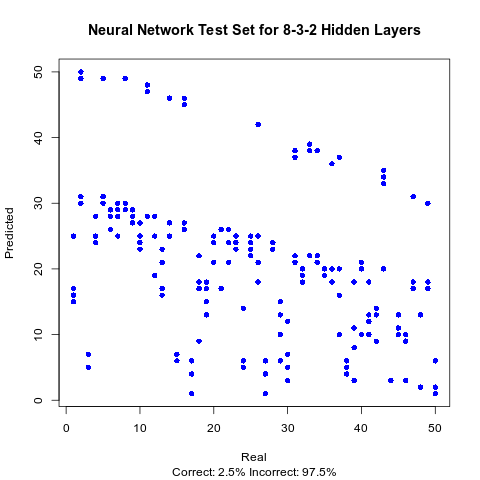 Neural Network Test Set for 8-3-2 Hidden Layers
Predicted
50
40
30
20
10
0
0 10 20 30 40 50
Real
Correct: 2.5% Incorrect: 97.5%